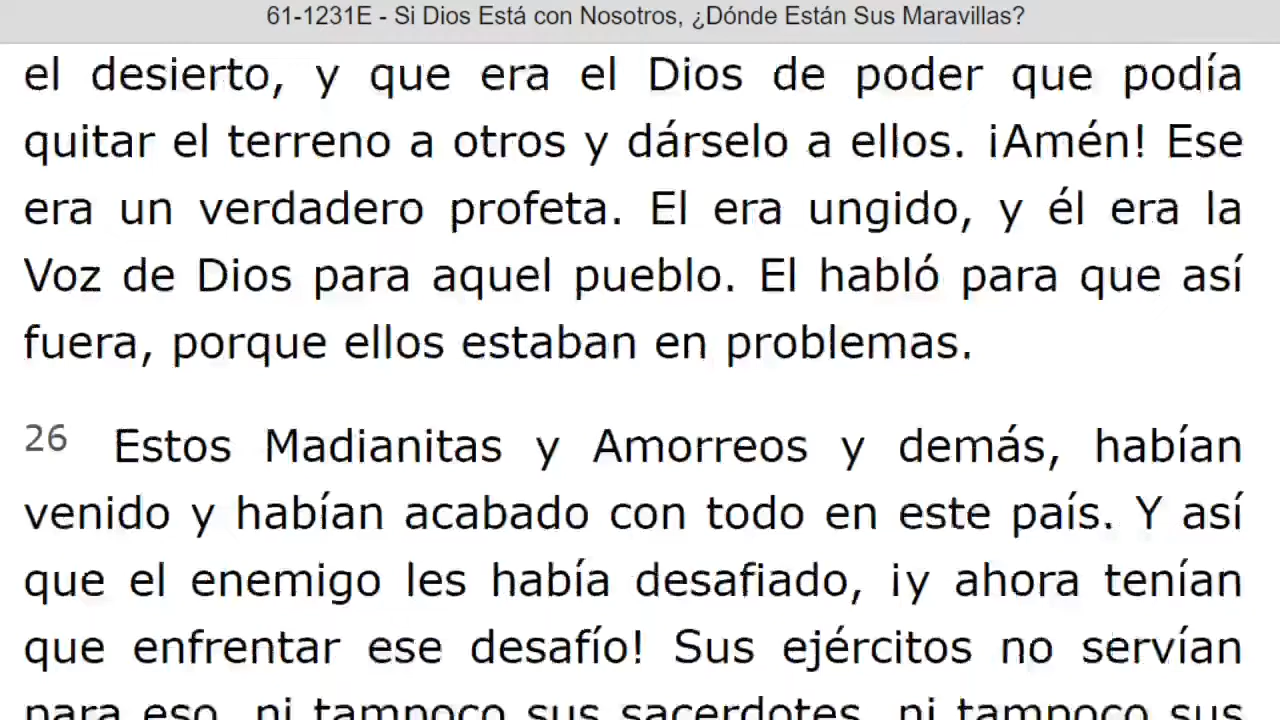 61-1231E - Si Dios Está con Nosotros, ¿Dónde Están Sus Maravillas?
el desierto, y que era el Dios de poder que podía
quitar el terreno a otros y dárselo a ellos. ¡Amén! Ese
era un verdadero profeta. El era ungido, y él era la
Voz de Dios para aquel pueblo. El habló para que así
fuera, porque ellos estaban en problemas.
26 Estos Madianitas y Amorreos y demás, habían
venido y habían acabado con todo en este país. Y así
que el enemigo les había desafiado, ¡y ahora tenían
que enfrentar ese desafío! Sus ejércitos no servían
para eso, ni tampoco sus sacerdotes, ni tampoco sus